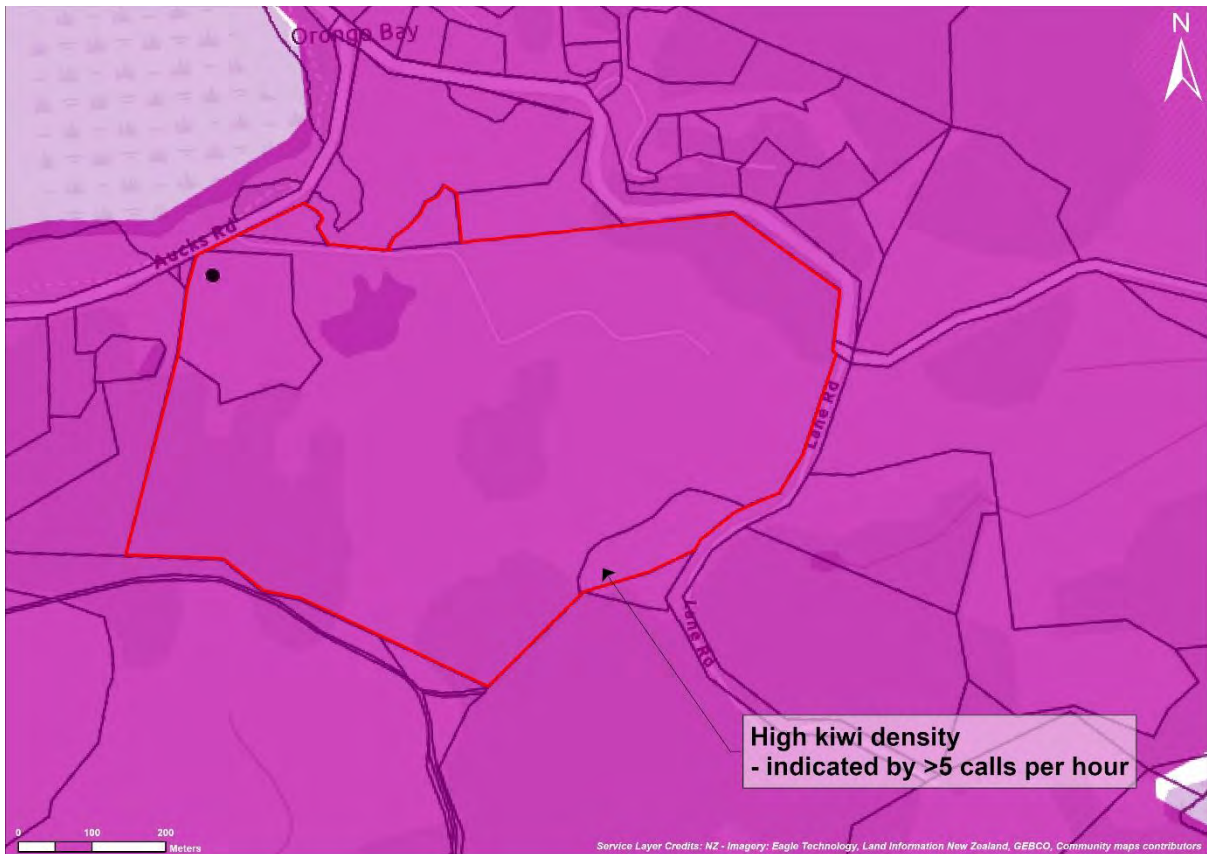 Orongo Bay
N
Aucks Rd
Lane Rd
Lane Rd
High kiwi density
- indicated by >5 calls per hour
0 100 200
Meters
Service Layer Credits: NZ - Imagery: Eagle Technology, Land Information New Zealand, GEBCO, Community maps contributors